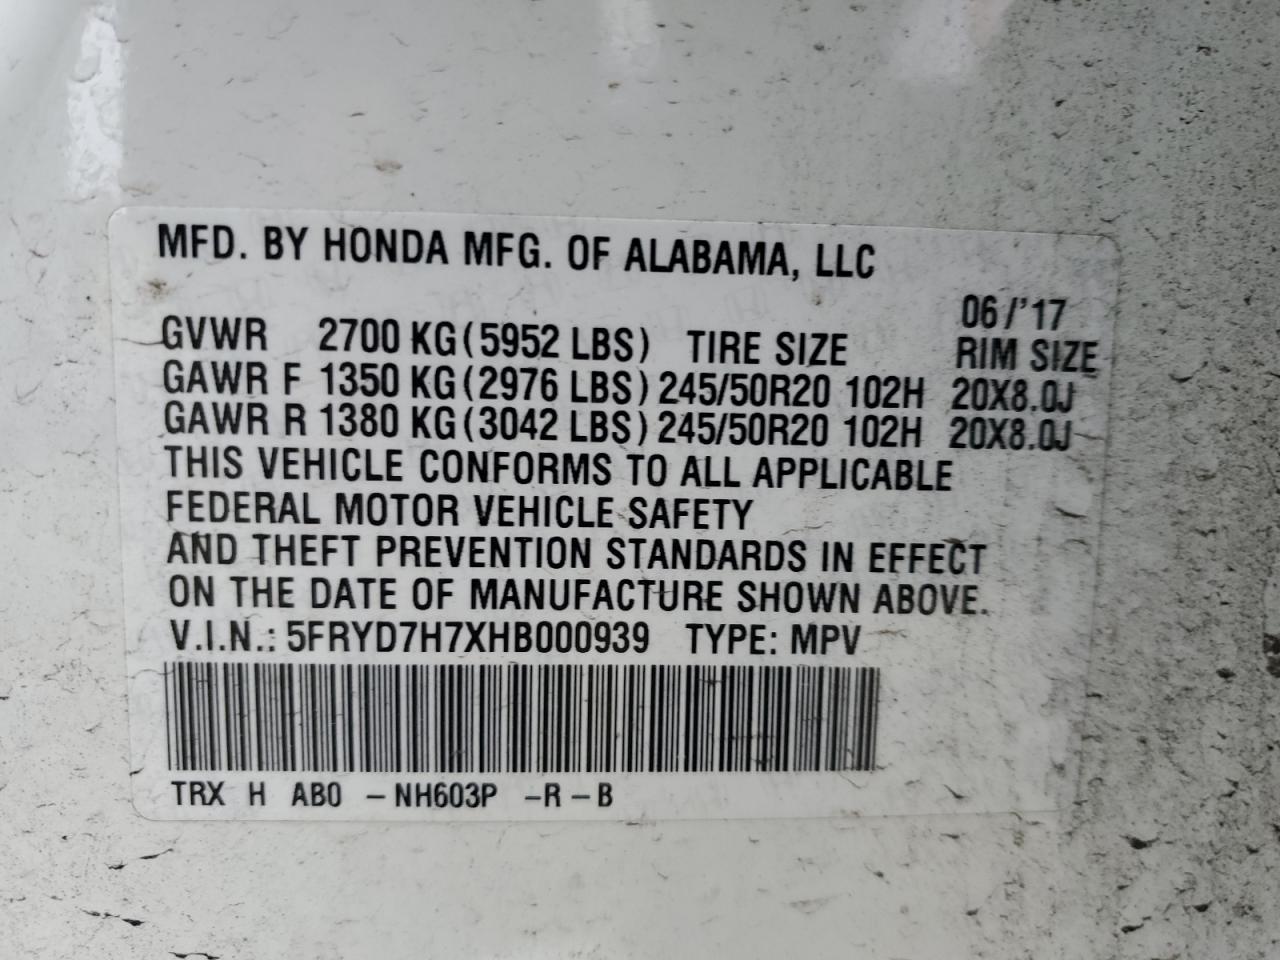 MFD. BY HONDA MFG. OF ALABAMA, LLC
06/'17
GVWR 2700 KG(5952 LBS) TIRE SIZE RIM SIZE
GAWR F 1350 KG(2976 LBS) 245/50R20 102H 20X8.0J
GAWR R 1380 KG(3042 LBS) 245/50R20 102H 20X8.0J
THIS VEHICLE CONFORMS TO ALL APPLICABLE
FEDERAL MOTOR VEHICLE SAFETY
AND THEFT PREVENTION STANDARDS IN EFFECT
ON THE DATE OF MANUFACTURE SHOWN ABOVE.
V.I.N.: 5FRYD7H7XHB000939 TYPE: MPV
TRX H AB0 -NH603P -R-B